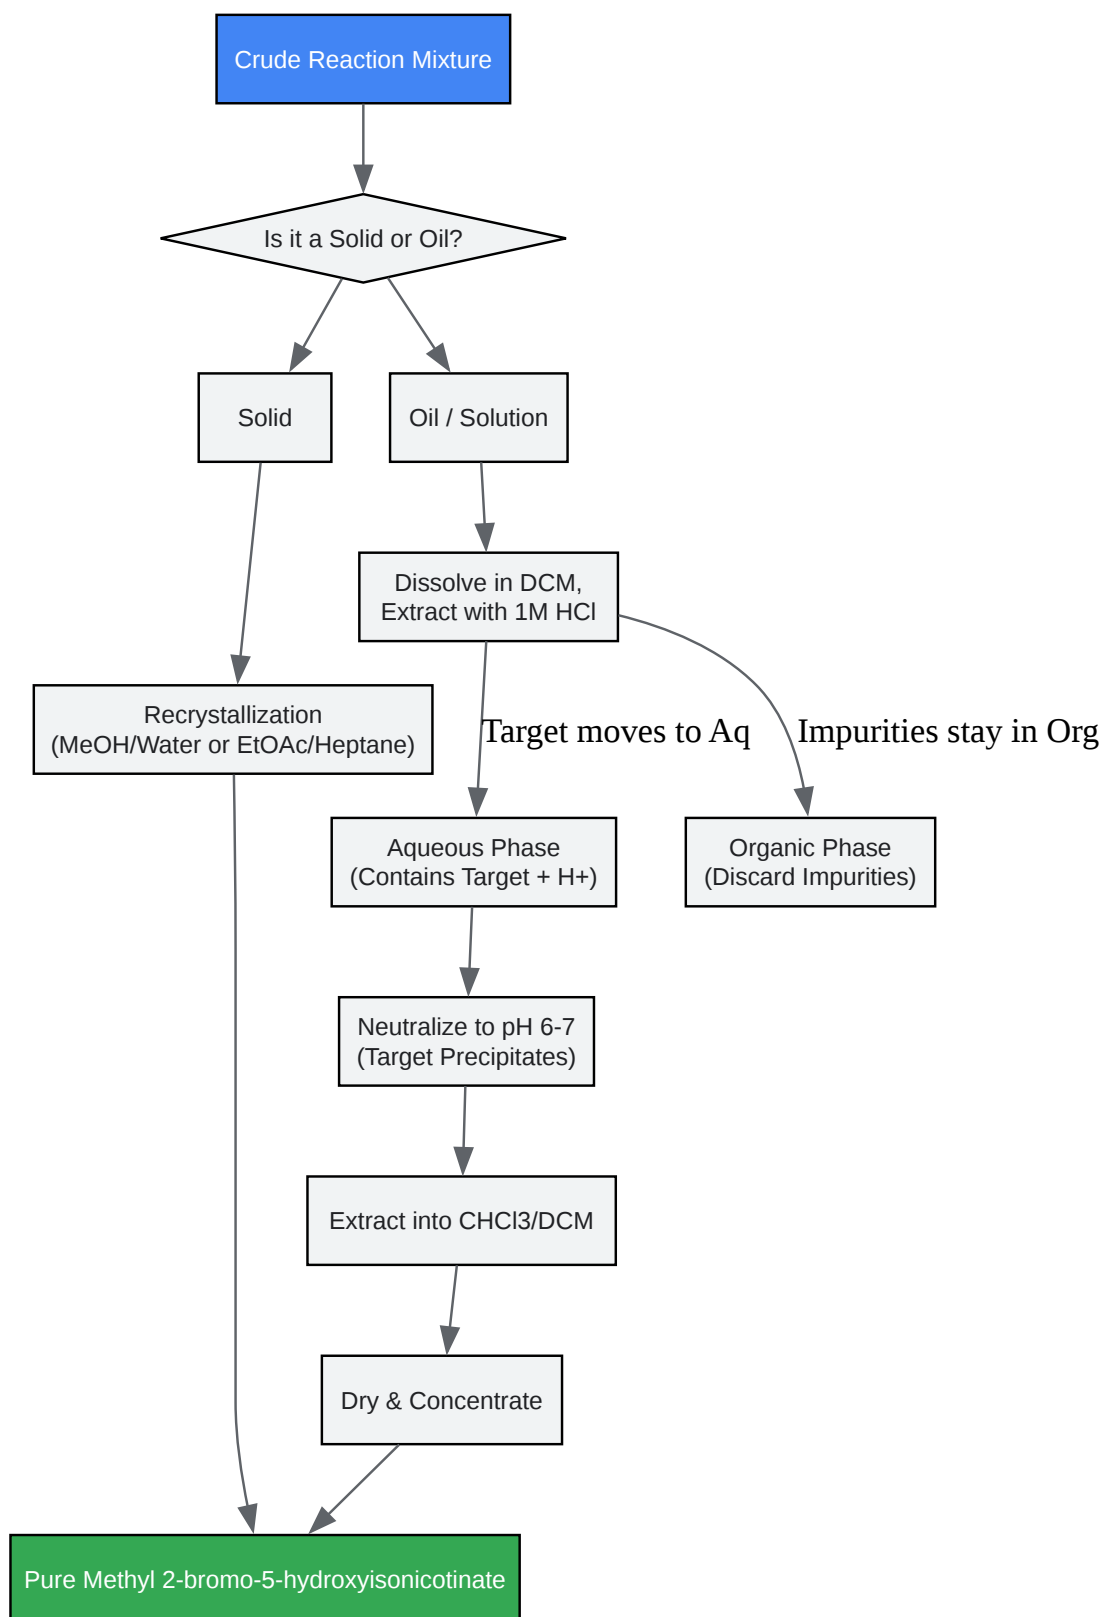 Crude Reaction Mixture
Is it a Solid or Oil?
Solid
Oil / Solution
Dissolve in DCM,
Extract with 1M HCl
Recrystallization
(MeOH/Water or EtOAc/Heptane)
Target moves to Aq
Impurities stay in Org
Aqueous Phase
(Contains Target + H+)
Organic Phase
(Discard Impurities)
Neutralize to pH 6-7
(Target Precipitates)
Extract into CHCl3/DCM
Dry & Concentrate
Pure Methyl 2-bromo-5-hydroxyisonicotinate